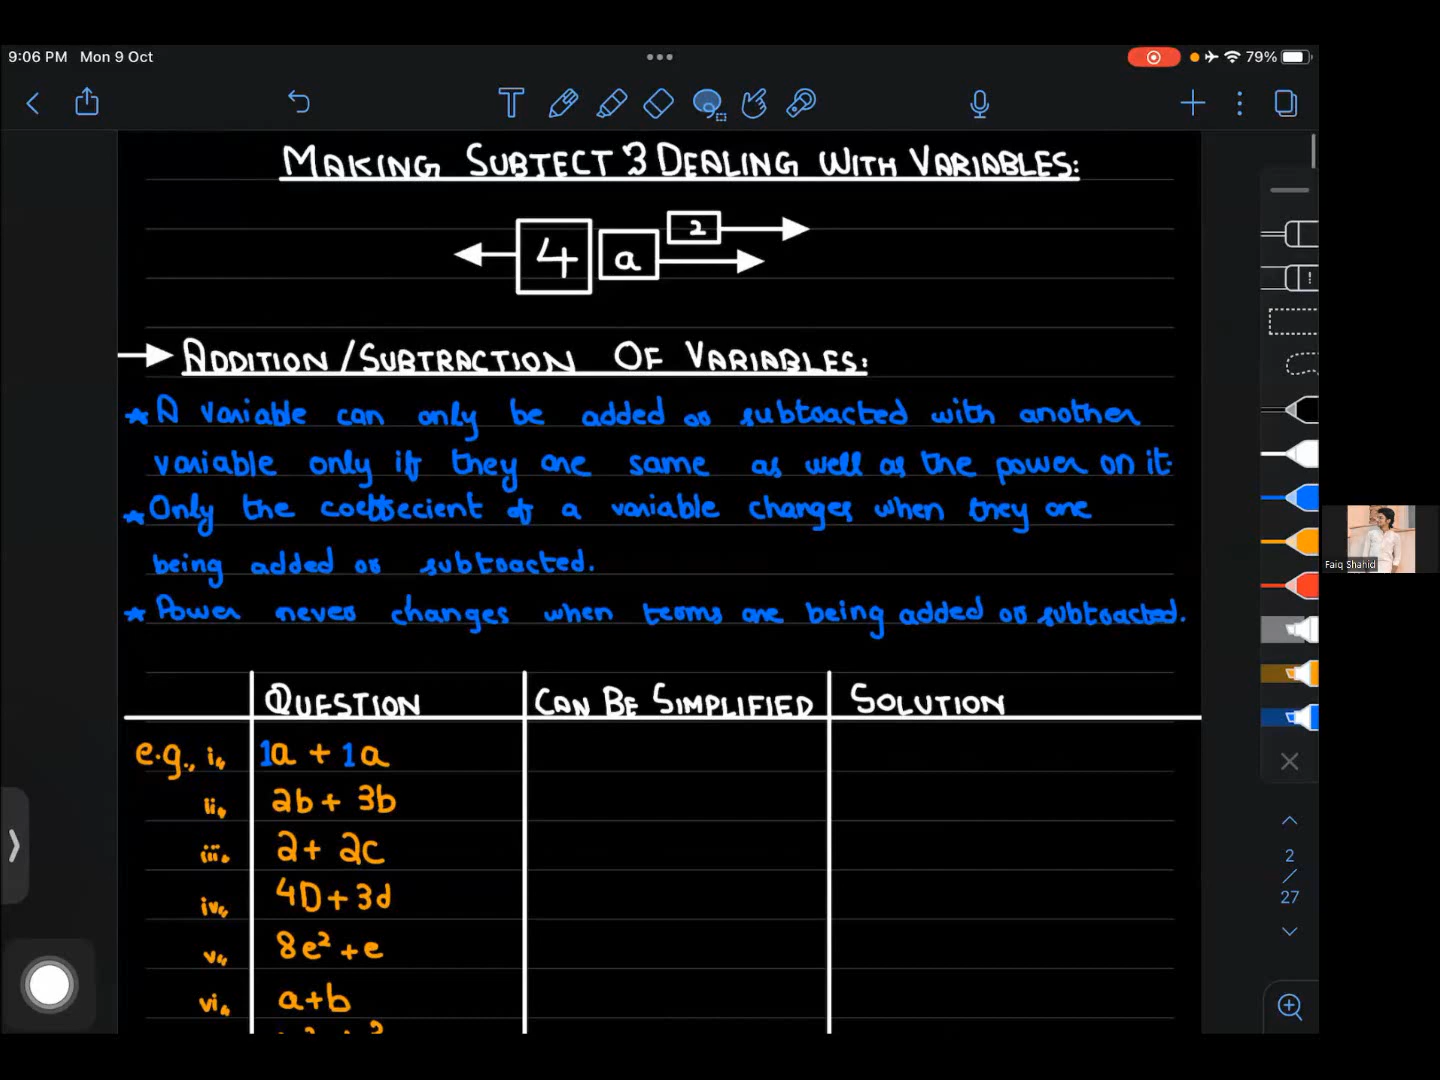 9:06 PM Mon 9 Oct
79%
MAKING SUBJECT & DEALING WITH VARIABLES:
4 a 2
ADDITION/SUBTRACTION OF VARIABLES:
★ A variable can only be added or subtracted with another
variable only if they are same as well as the power on it.
★ Only the coeffecient of a variable changes when they are
being added or subtracted.
★ Power never changes when terms are being added or subtracted.
QUESTION CAN BE SIMPLIFIED SOLUTION
e.g., i, 1a + 1a
ii, 2b + 3b
iii, 2 + 2c
iv, 4D + 3d
v, 8e² + e
vi, a+b
2
/
27
Faiq Shahid